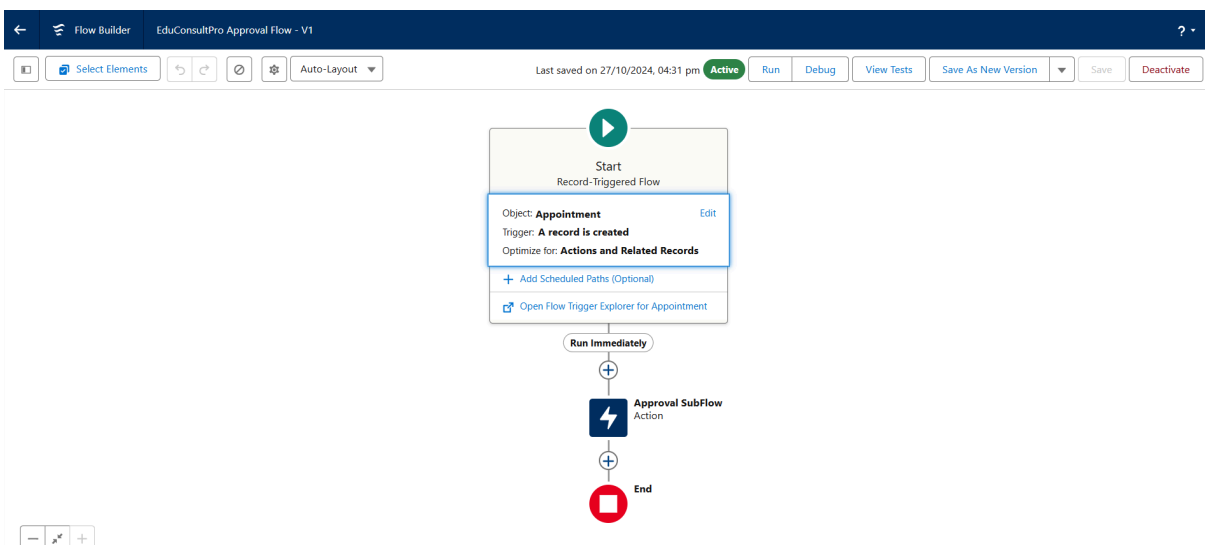 Flow Builder EduConsultPro Approval Flow - V1 ?
Select Elements Auto-Layout Last saved on 27/10/2024, 04:31 pm Active Run Debug View Tests Save As New Version Save Deactivate
Start
Record-Triggered Flow
Object: Appointment Edit
Trigger: A record is created
Optimize for: Actions and Related Records
+ Add Scheduled Paths (Optional)
Open Flow Trigger Explorer for Appointment
Run Immediately
Approval SubFlow
Action
End